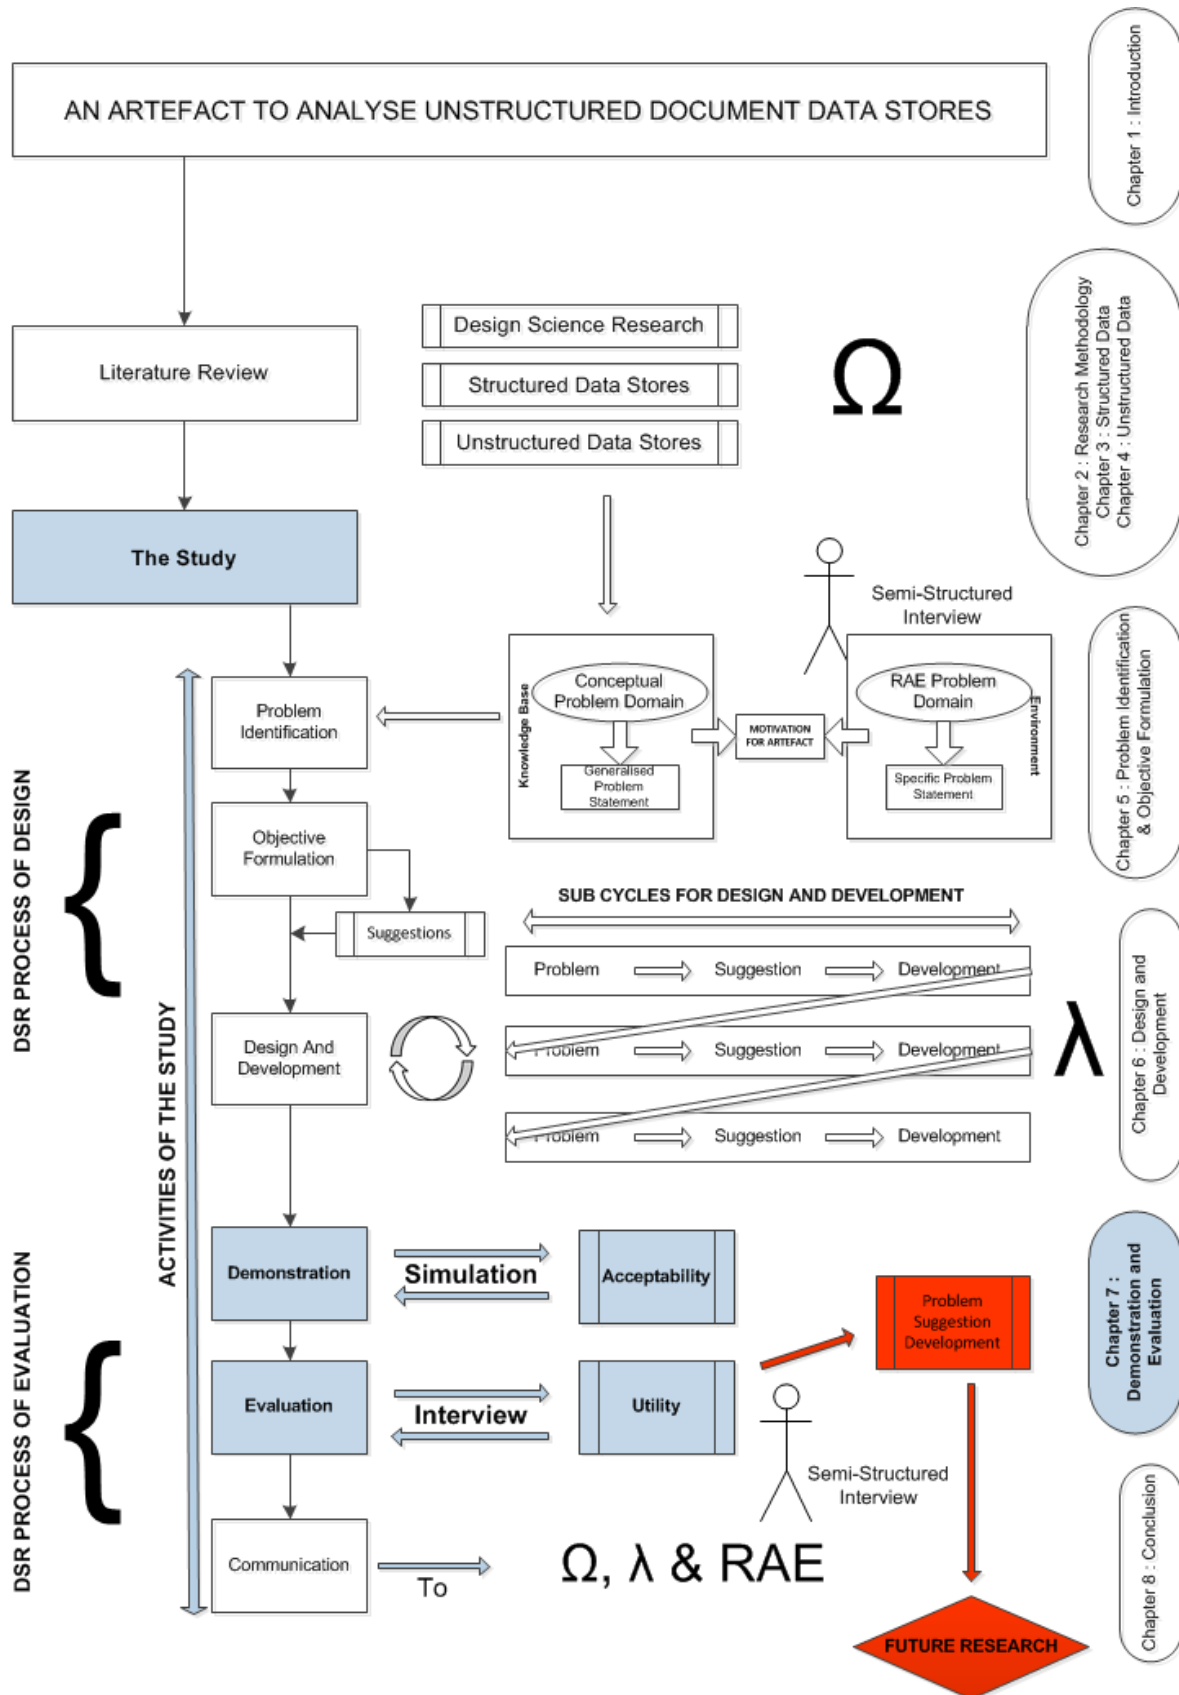 AN ARTEFACT TO ANALYSE UNSTRUCTURED DOCUMENT DATA STORES
Chapter 1 : Introduction
Literature Review
Design Science Research
Structured Data Stores
Unstructured Data Stores
Ω
Chapter 2 : Research Methodology
Chapter 3 : Structured Data
Chapter 4 : Unstructured Data
The Study
Semi-Structured
Interview
Problem
Identification
Knowledge Base
Conceptual
Problem Domain
Generalised
Problem
Statement
MOTIVATION
FOR ARTEFACT
RAE Problem
Domain
Specific Problem
Statement
Environment
Chapter 5 : Problem Identification
& Objective Formulation
DSR PROCESS OF DESIGN
{
Objective
Formulation
Suggestions
SUB CYCLES FOR DESIGN AND DEVELOPMENT
Problem
Suggestion
Development
Design And
Development
Problem
Suggestion
Development
Problem
Suggestion
Development
λ
Chapter 6 : Design and
Development
ACTIVITIES OF THE STUDY
DSR PROCESS OF EVALUATION
{
Demonstration
Simulation
Acceptability
Problem
Suggestion
Development
Chapter 7 :
Demonstration and
Evaluation
Evaluation
Interview
Utility
Semi-Structured
Interview
Communication
To
Ω, λ & RAE
FUTURE RESEARCH
Chapter 8 : Conclusion